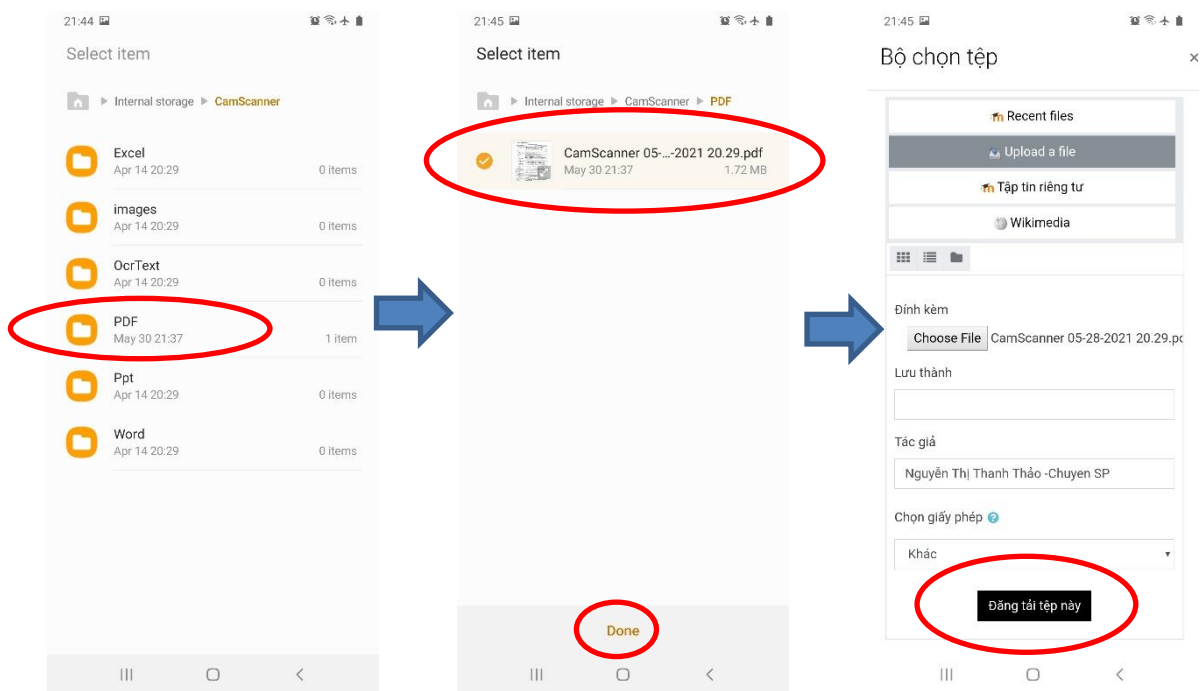 21:44
Select item
Internal storage CamScanner
Excel
Apr 14 20:29 0 items
images
Apr 14 20:29 0 items
OcrText
Apr 14 20:29 0 items
PDF
May 30 21:37 1 item
Ppt
Apr 14 20:29 0 items
Word
Apr 14 20:29 0 items
21:45
Select item
Internal storage CamScanner PDF
CamScanner 05-...-2021 20.29.pdf
May 30 21:37 1.72 MB
Done
21:45
Bộ chọn tệp ×
Recent files
Upload a file
Tập tin riêng tư
Wikimedia
Đính kèm
Choose File CamScanner 05-28-2021 20.29.pd
Lưu thành
Tác giả
Nguyễn Thị Thanh Thảo -Chuyen SP
Chọn giấy phép ?
Khác
Đăng tải tệp này